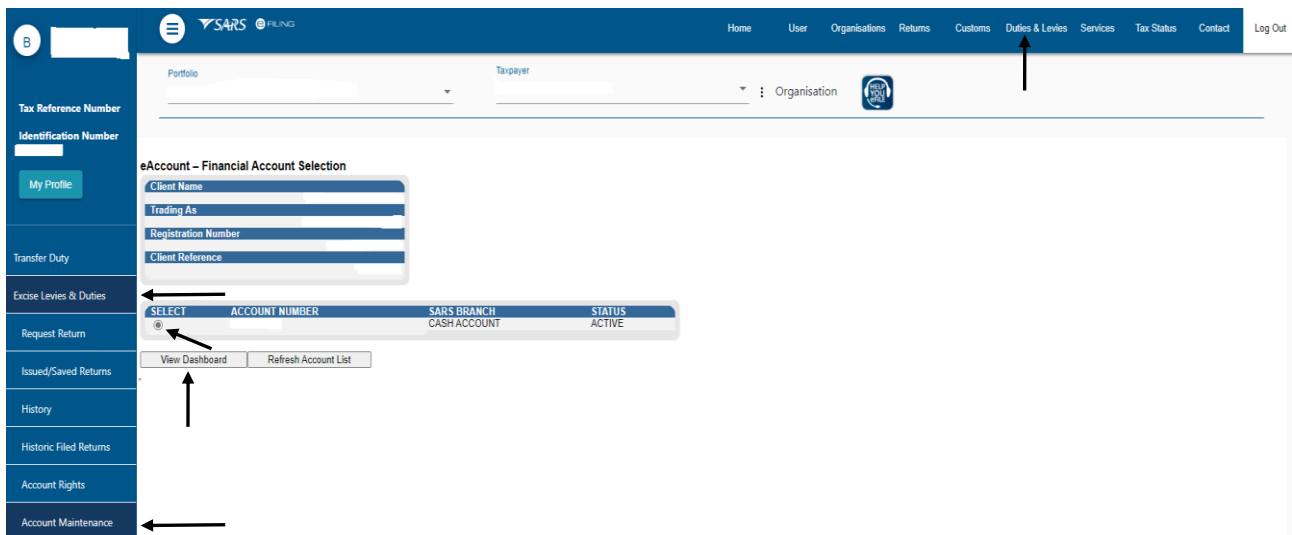 B
SARS eFILING
Home User Organisations Returns Customs Duties & Levies Services Tax Status Contact Log Out
Portfolio
Taxpayer
Organisation
HELP YOU eFILE
Tax Reference Number
Identification Number
My Profile
Transfer Duty
Excise Levies & Duties
Request Return
Issued/Saved Returns
History
Historic Filed Returns
Account Rights
Account Maintenance
eAccount – Financial Account Selection
Client Name
Trading As
Registration Number
Client Reference
SELECT ACCOUNT NUMBER SARS BRANCH STATUS
CASH ACCOUNT ACTIVE
View Dashboard Refresh Account List